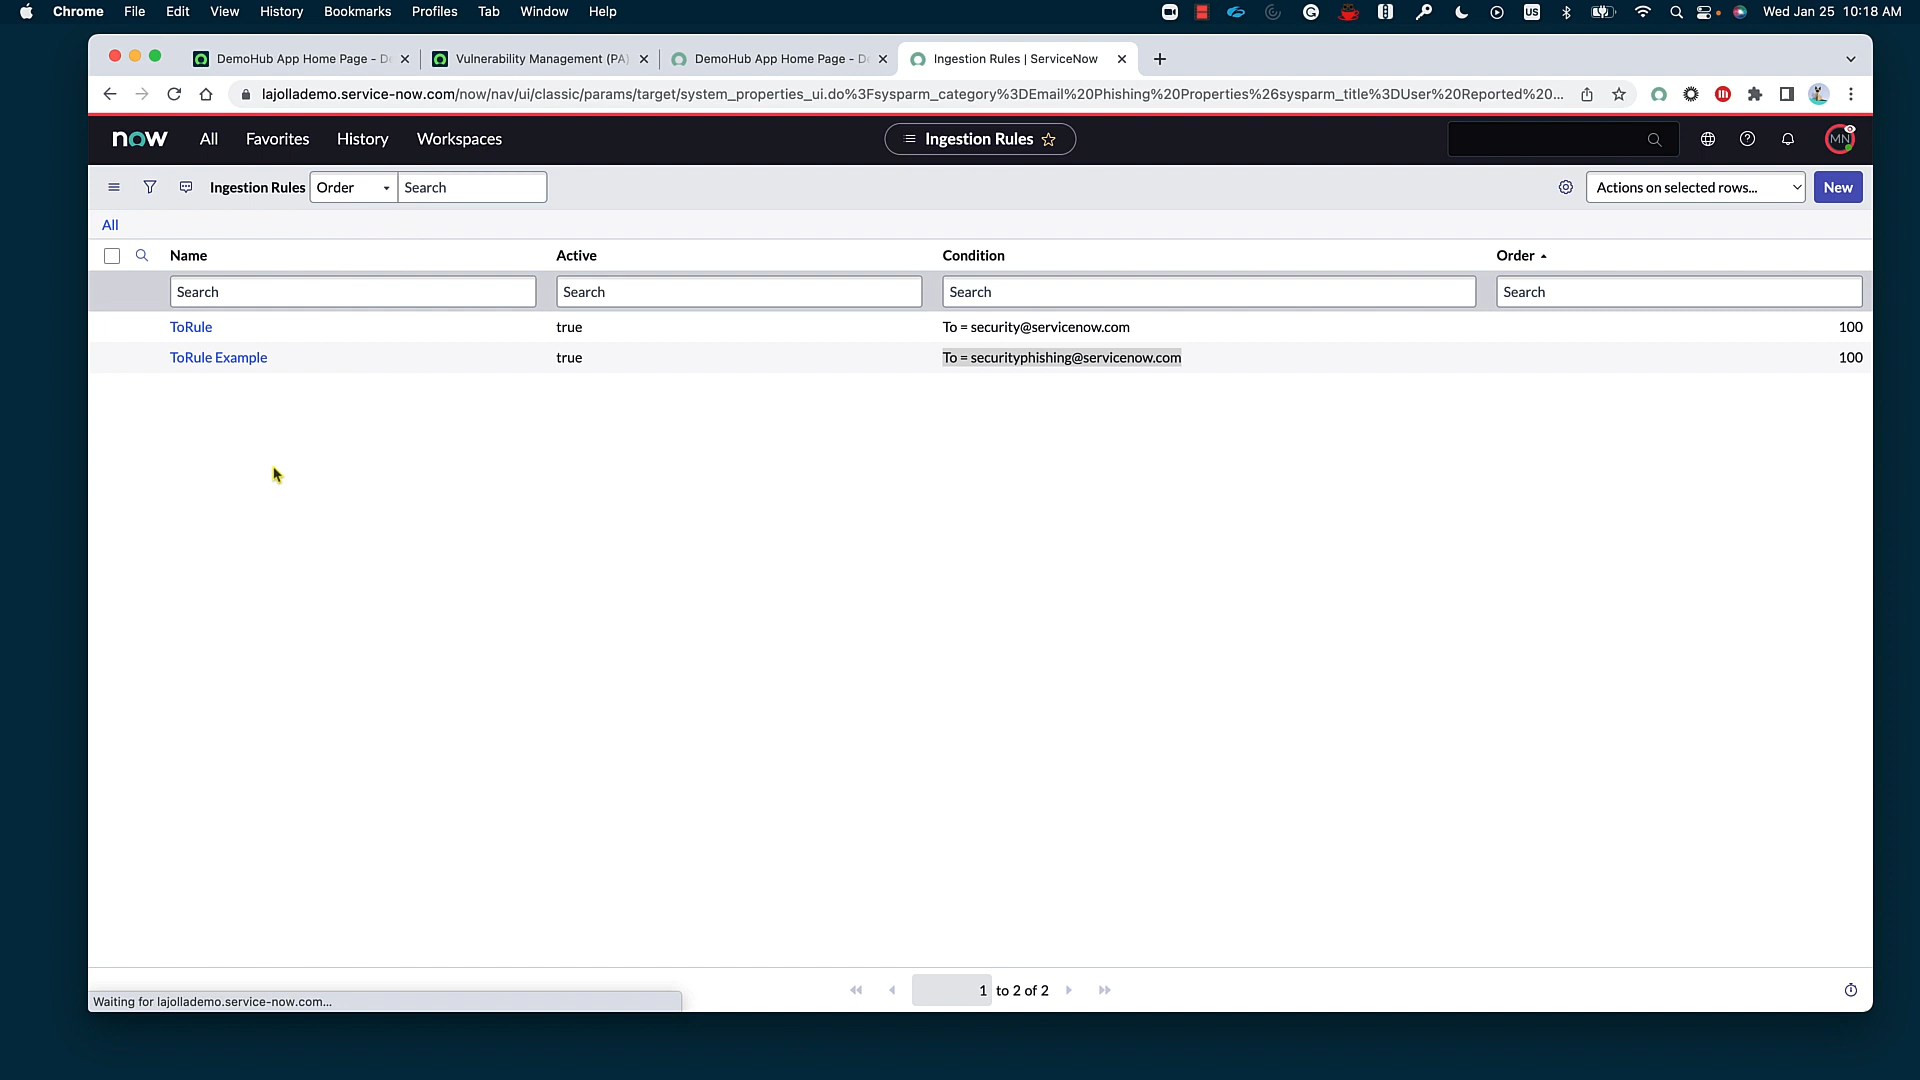 Chrome File Edit View History Bookmarks Profiles Tab Window Help US Wed Jan 25 10:18 AM
DemoHub App Home Page - De Vulnerability Management (PA) DemoHub App Home Page - De Ingestion Rules | ServiceNow
lajollademo.service-now.com/now/nav/ui/classic/params/target/system_properties_ui.do%3Fsysparm_category%3DEmail%20Phishing%20Properties%26sysparm_title%3DUser%20Reported%20...
now All Favorites History Workspaces Ingestion Rules MN
Ingestion Rules Order Search Actions on selected rows... New
All
Name Active Condition Order
Search Search Search Search
ToRule true To = security@servicenow.com 100
ToRule Example true To = securityphishing@servicenow.com 100
1 to 2 of 2
Waiting for lajollademo.service-now.com...